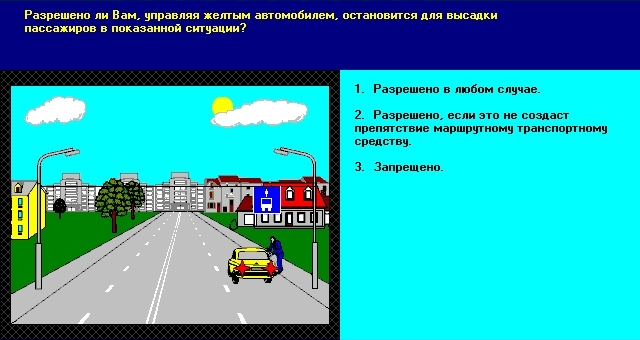 Разрешено ли Вам, управляя желтым автомобилем, остановится для высадки
пассажиров в показанной ситуации?
1. Разрешено в любом случае.
2. Разрешено, если это не создаст
препятствие маршрутному транспортному
средству.
3. Запрещено.